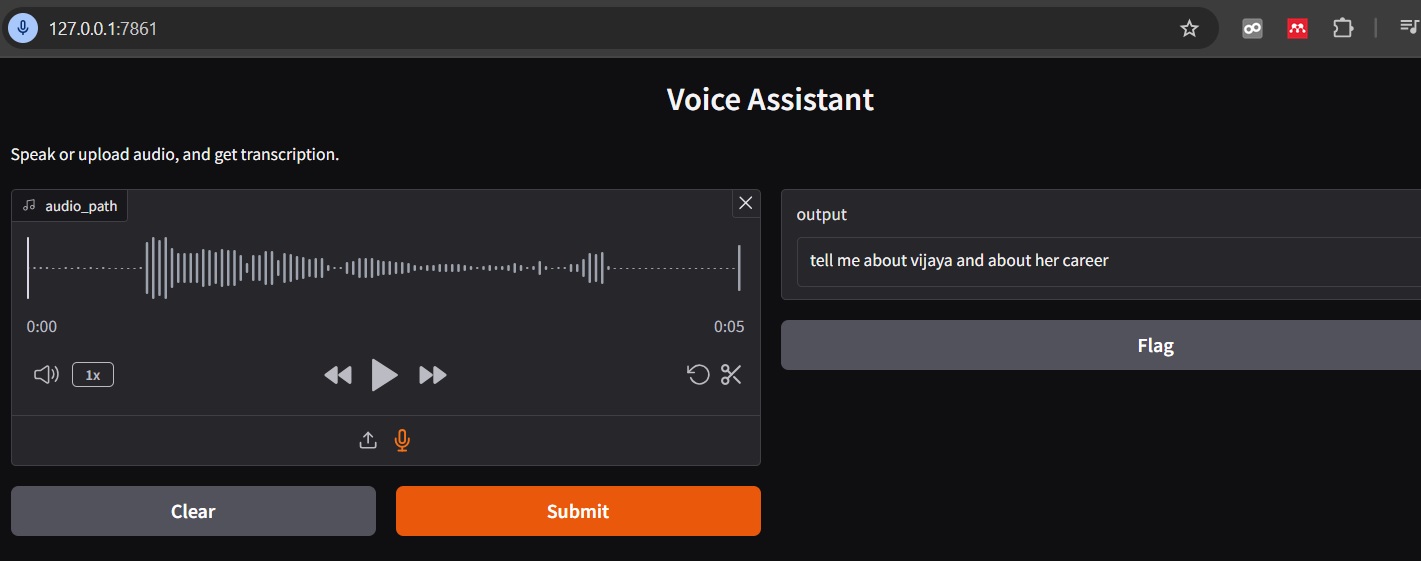 127.0.0.1:7861
Voice Assistant
Speak or upload audio, and get transcription.
audio_path
0:00
0:05
1x
Clear
Submit
output
tell me about vijaya and about her career
Flag